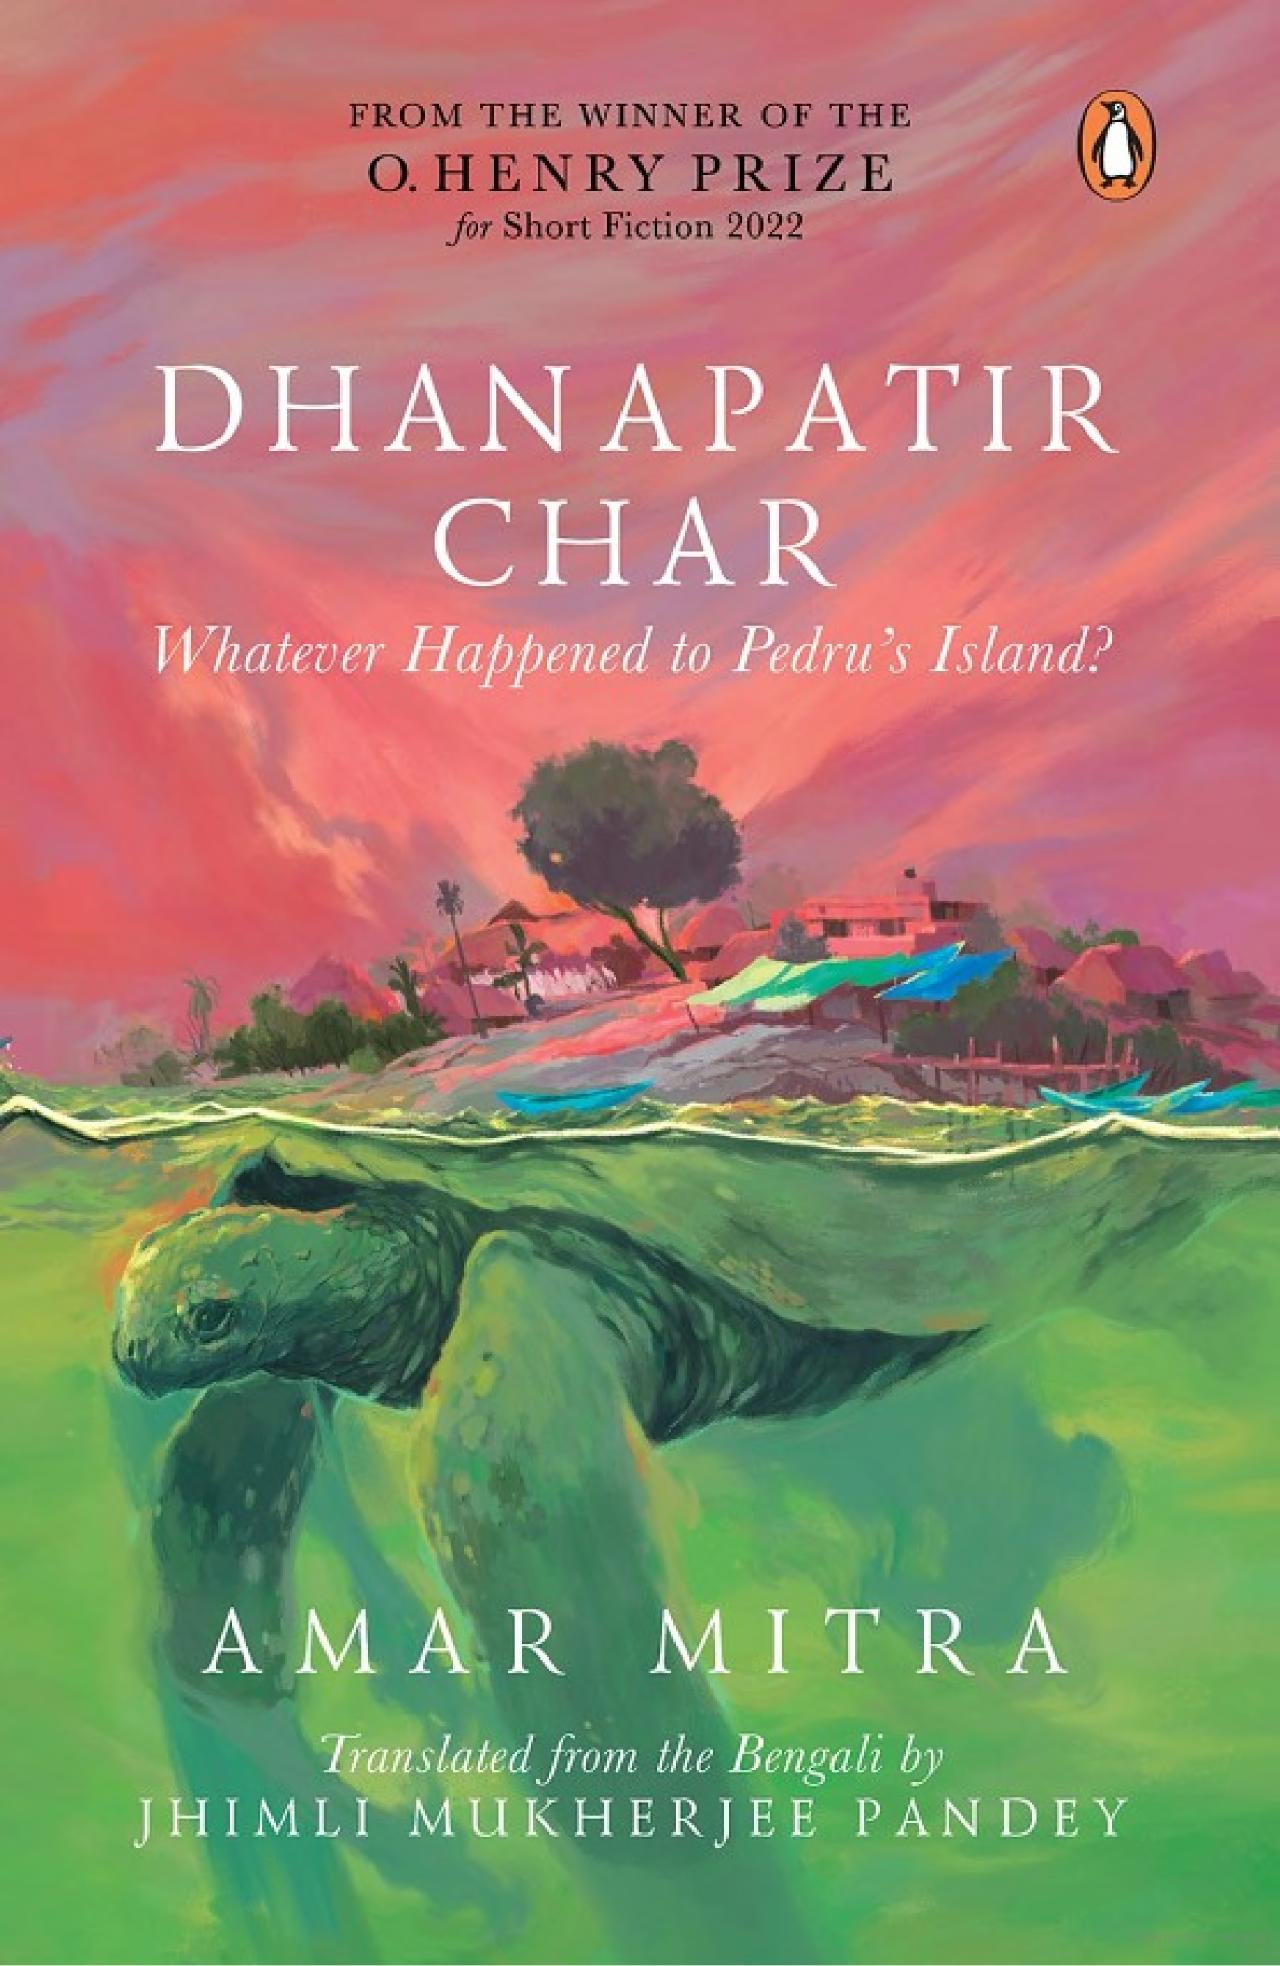 FROM THE WINNER OF THE
O. HENRY PRIZE
for Short Fiction 2022
DHANAPATIR
CHAR
Whatever Happened to Pedru's Island?
AMAR MITRA
Translated from the Bengali by
JHIMLI MUKHERJEE PANDEY